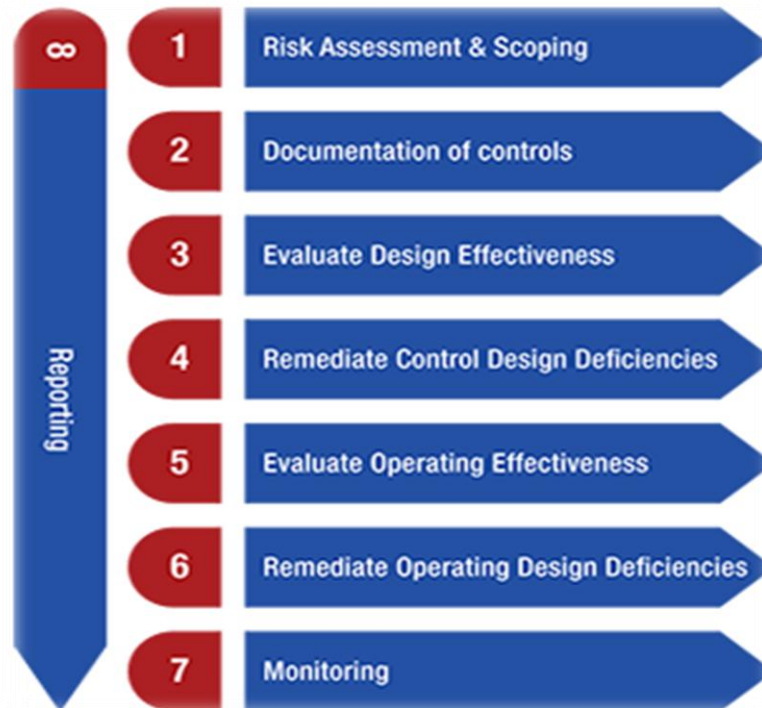 8
Reporting
1
Risk Assessment & Scoping
2
Documentation of controls
3
Evaluate Design Effectiveness
4
Remediate Control Design Deficiencies
5
Evaluate Operating Effectiveness
6
Remediate Operating Design Deficiencies
7
Monitoring